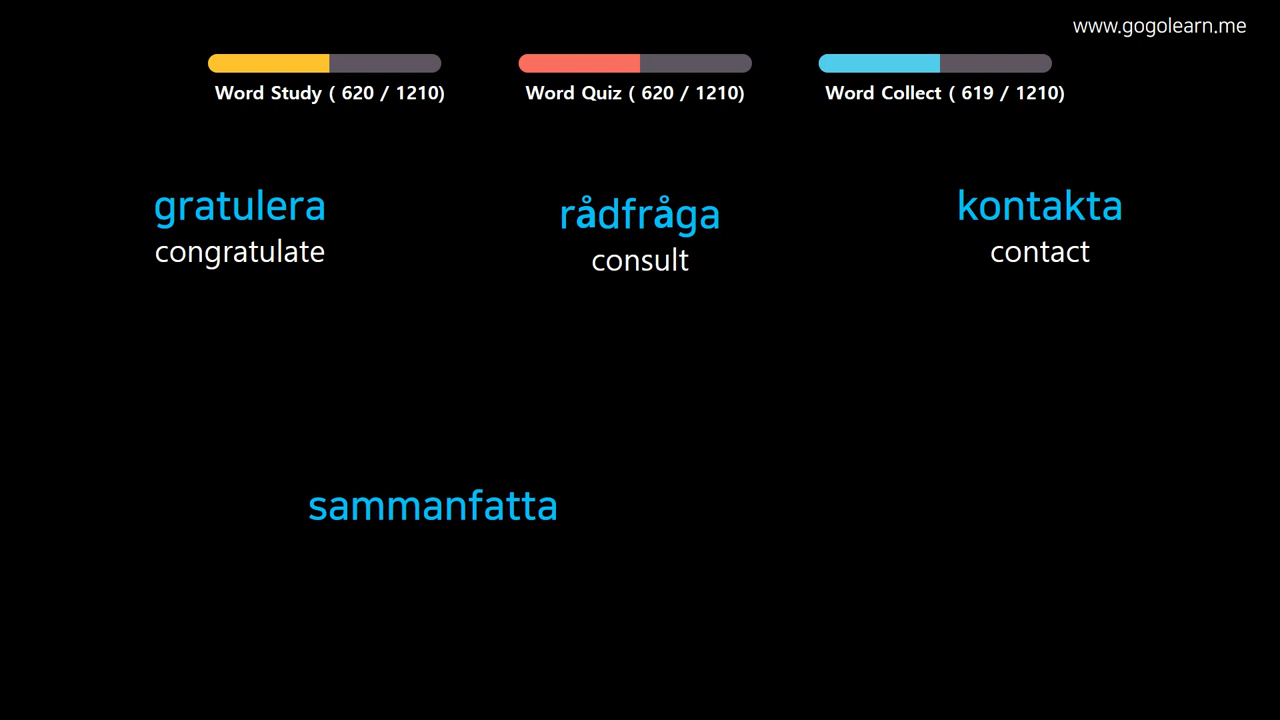 www.gogolearn.me
Word Study ( 620 / 1210)
Word Quiz ( 620 / 1210)
Word Collect ( 619 / 1210)
gratulera
congratulate
rådfråga
consult
kontakta
contact
sammanfatta